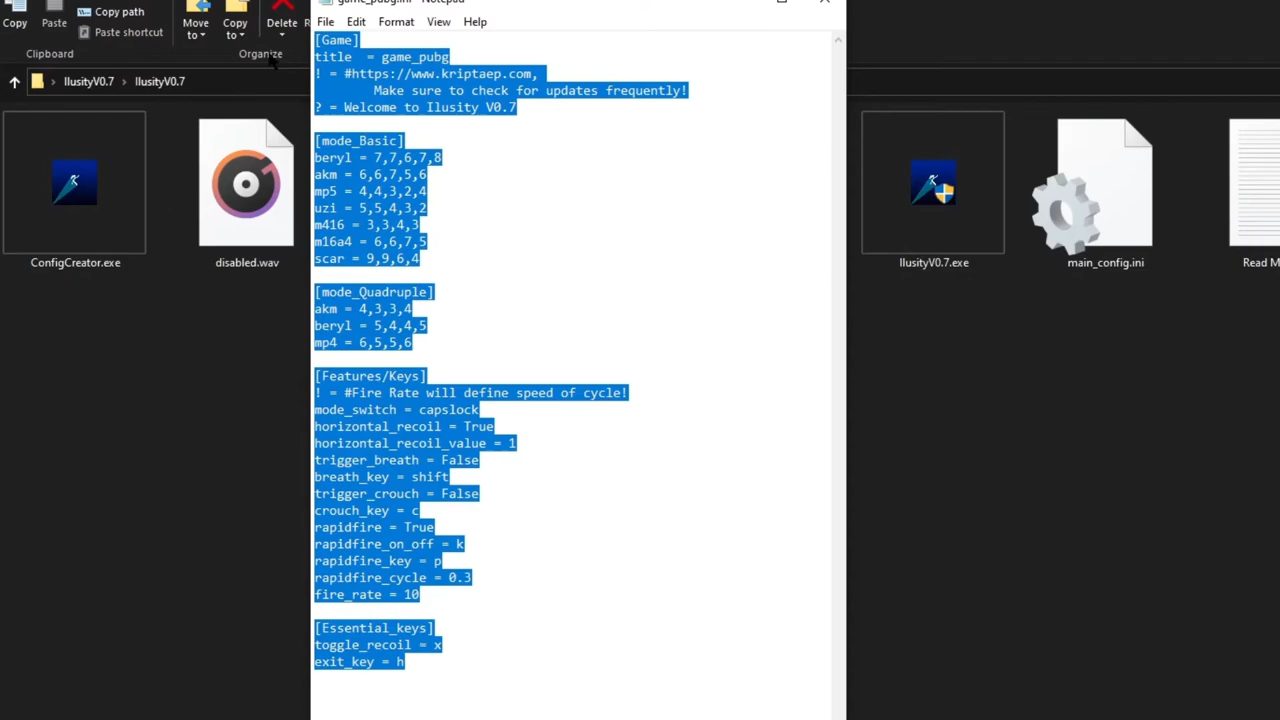 game_pubg.ini - Notepad
Copy
Paste
Copy path
Paste shortcut
Move to
Copy to
Delete
Clipboard
Organize
File Edit Format View Help
IlusityV0.7 > IlusityV0.7
[Game]
title = game_pubg
! = #https://www.kriptaep.com,
Make sure to check for updates frequently!
? = Welcome to Ilusity V0.7
[mode_Basic]
beryl = 7,7,6,7,8
akm = 6,6,7,5,6
mp5 = 4,4,3,2,4
uzi = 5,5,4,3,2
m416 = 3,3,4,3
m16a4 = 6,6,7,5
scar = 9,9,6,4
[mode_Quadruple]
akm = 4,3,3,4
beryl = 5,4,4,5
mp4 = 6,5,5,6
[Features/Keys]
! = #Fire Rate will define speed of cycle!
mode_switch = capslock
horizontal_recoil = True
horizontal_recoil_value = 1
trigger_breath = False
breath_key = shift
trigger_crouch = False
crouch_key = c
rapidfire = True
rapidfire_on_off = k
rapidfire_key = p
rapidfire_cycle = 0.3
fire_rate = 10
[Essential_keys]
toggle_recoil = x
exit_key = h
ConfigCreator.exe
disabled.wav
IlusityV0.7.exe
main_config.ini
Read M